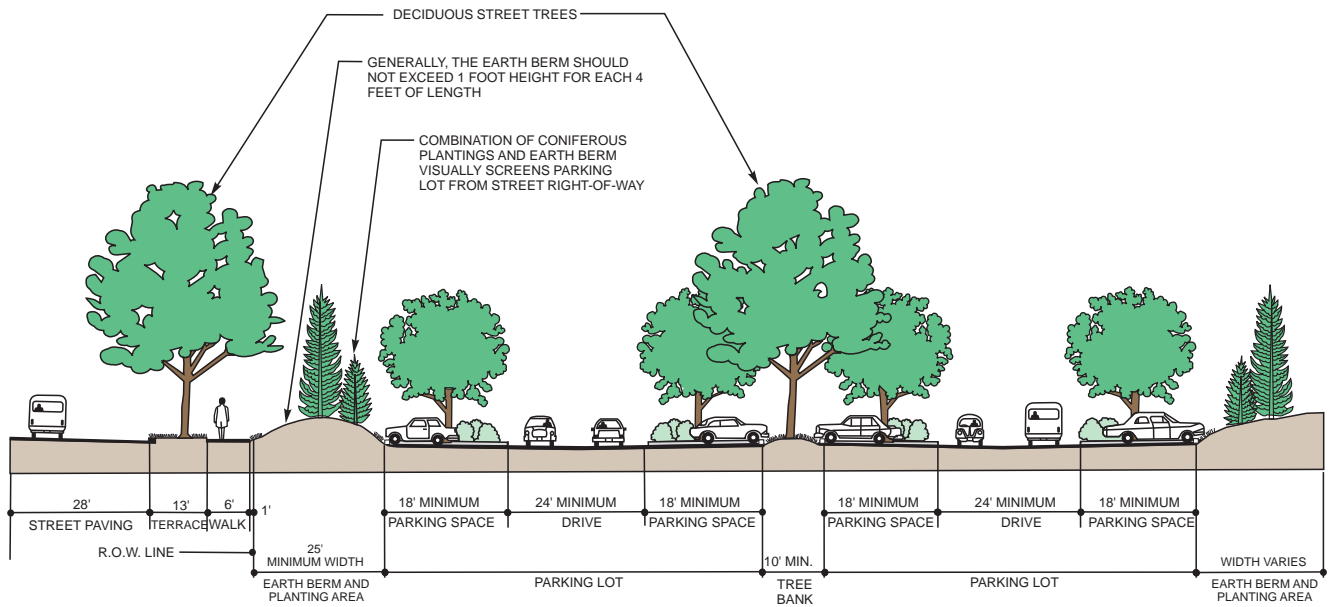 DECIDUOUS STREET TREES
GENERALLY, THE EARTH BERM SHOULD
NOT EXCEED 1 FOOT HEIGHT FOR EACH 4
FEET OF LENGTH
COMBINATION OF CONIFEROUS
PLANTINGS AND EARTH BERM
VISUALLY SCREENS PARKING
LOT FROM STREET RIGHT-OF-WAY
28'
STREET PAVING
13'
TERRACE
6'
WALK
1'
18' MINIMUM
PARKING SPACE
24' MINIMUM
DRIVE
18' MINIMUM
PARKING SPACE
18' MINIMUM
PARKING SPACE
24' MINIMUM
DRIVE
18' MINIMUM
PARKING SPACE
R.O.W. LINE
25'
MINIMUM WIDTH
EARTH BERM AND
PLANTING AREA
PARKING LOT
10' MIN.
TREE
BANK
PARKING LOT
WIDTH VARIES
EARTH BERM AND
PLANTING AREA